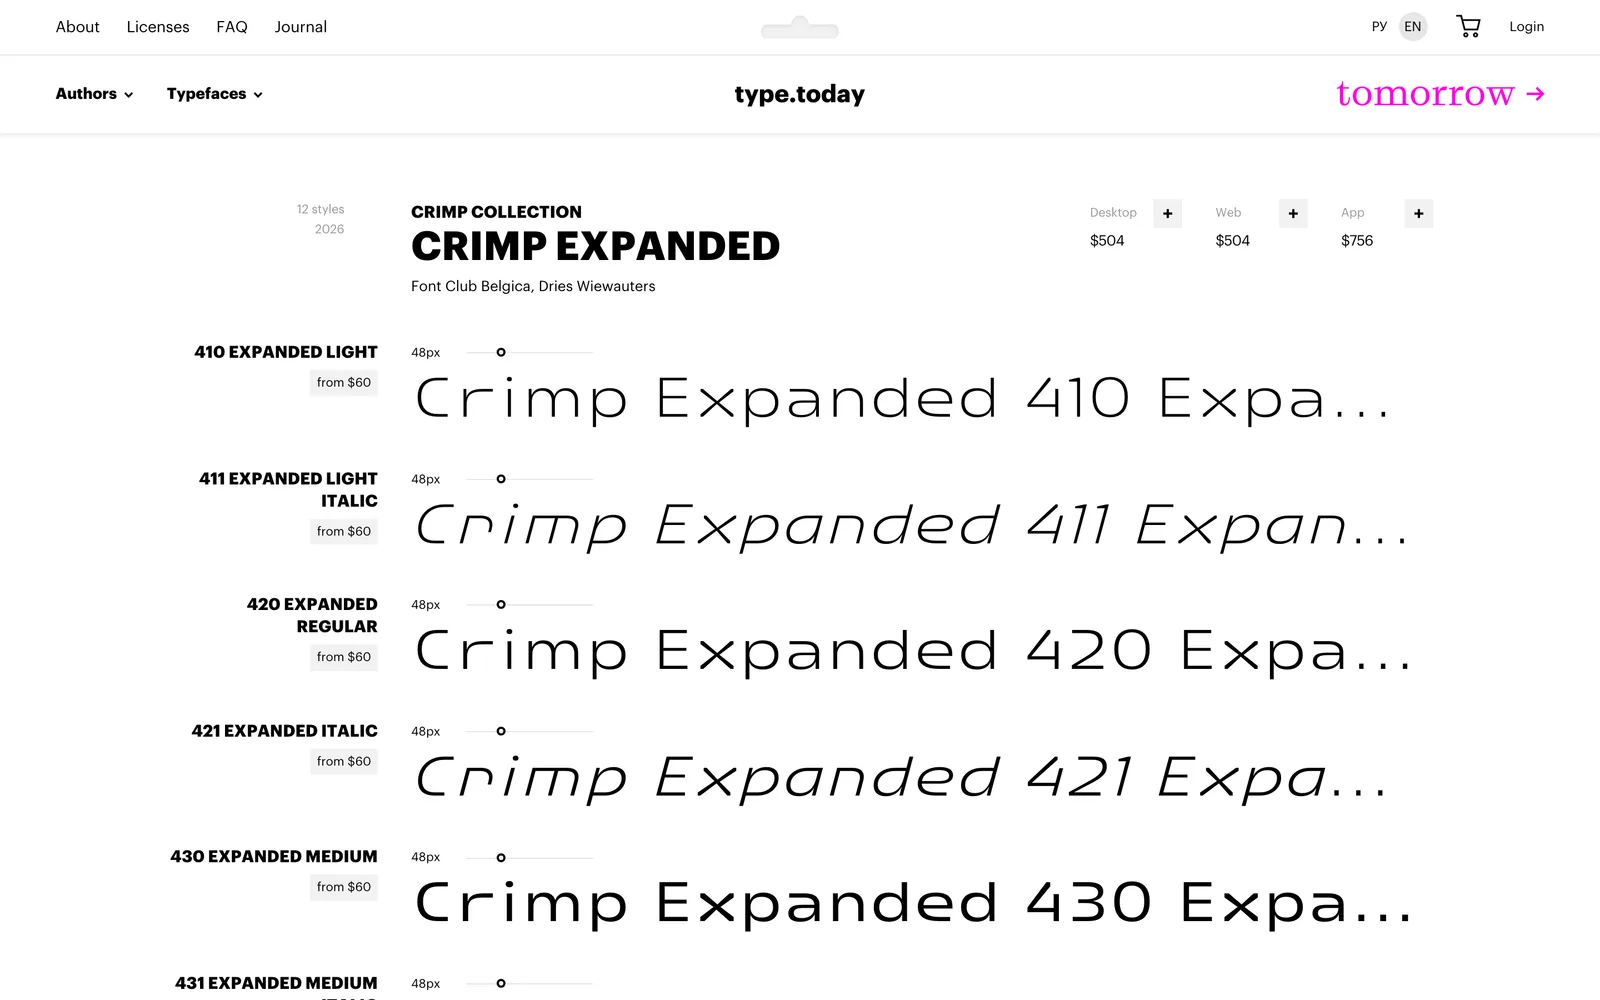 About Licenses FAQ Journal
РУ EN Login
Authors Typefaces type.today tomorrow →
12 styles
2026
CRIMP COLLECTION
CRIMP EXPANDED
Font Club Belgica, Dries Wiewauters
Desktop + Web + App +
$504 $504 $756
410 EXPANDED LIGHT
from $60
48px
Crimp Expanded 410 Expa...
411 EXPANDED LIGHT
ITALIC
from $60
48px
Crimp Expanded 411 Expan...
420 EXPANDED
REGULAR
from $60
48px
Crimp Expanded 420 Expa...
421 EXPANDED ITALIC
from $60
48px
Crimp Expanded 421 Expa...
430 EXPANDED MEDIUM
from $60
48px
Crimp Expanded 430 Expa...
431 EXPANDED MEDIUM
ITALIC
48px